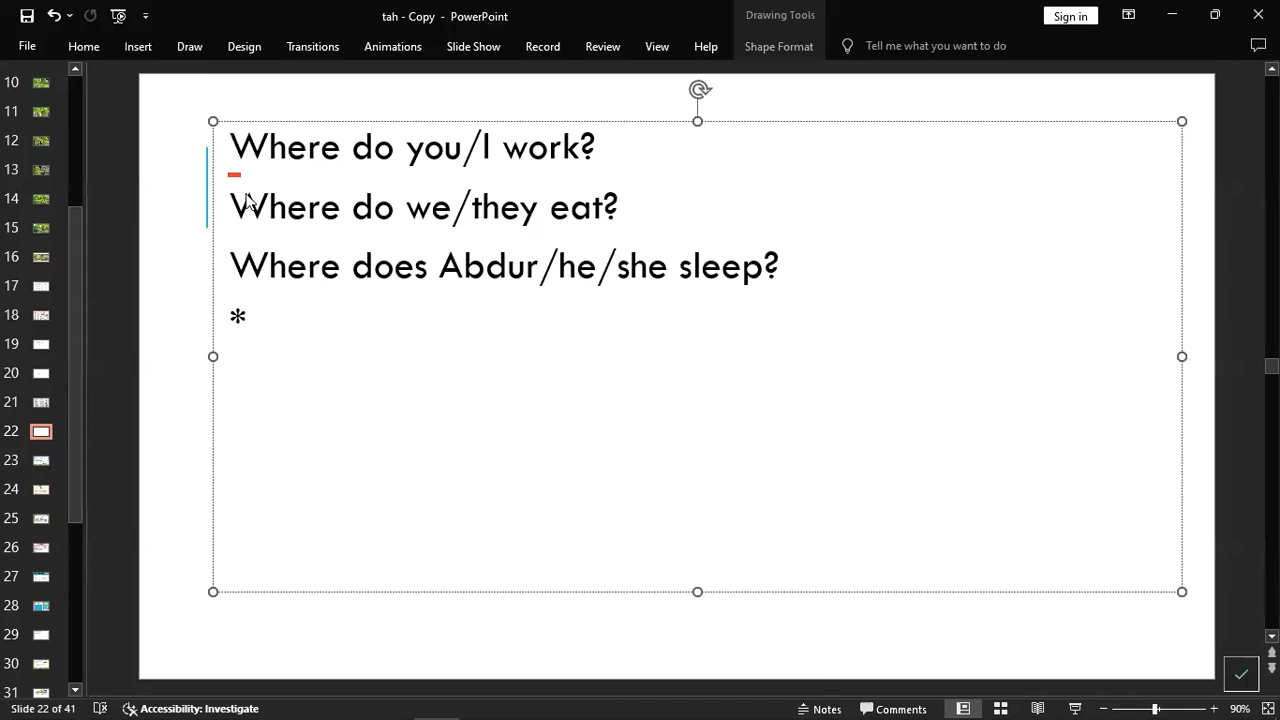 tah - Copy - PowerPoint
Drawing Tools
Sign in
File
Home
Insert
Draw
Design
Transitions
Animations
Slide Show
Record
Review
View
Help
Shape Format
Tell me what you want to do
10
11
12
13
14
15
16
17
18
19
20
21
22
23
24
25
26
27
28
29
30
31
Where do you/I work?
Where do we/they eat?
Where does Abdur/he/she sleep?
*
Slide 22 of 41
Accessibility: Investigate
Notes
Comments
90%